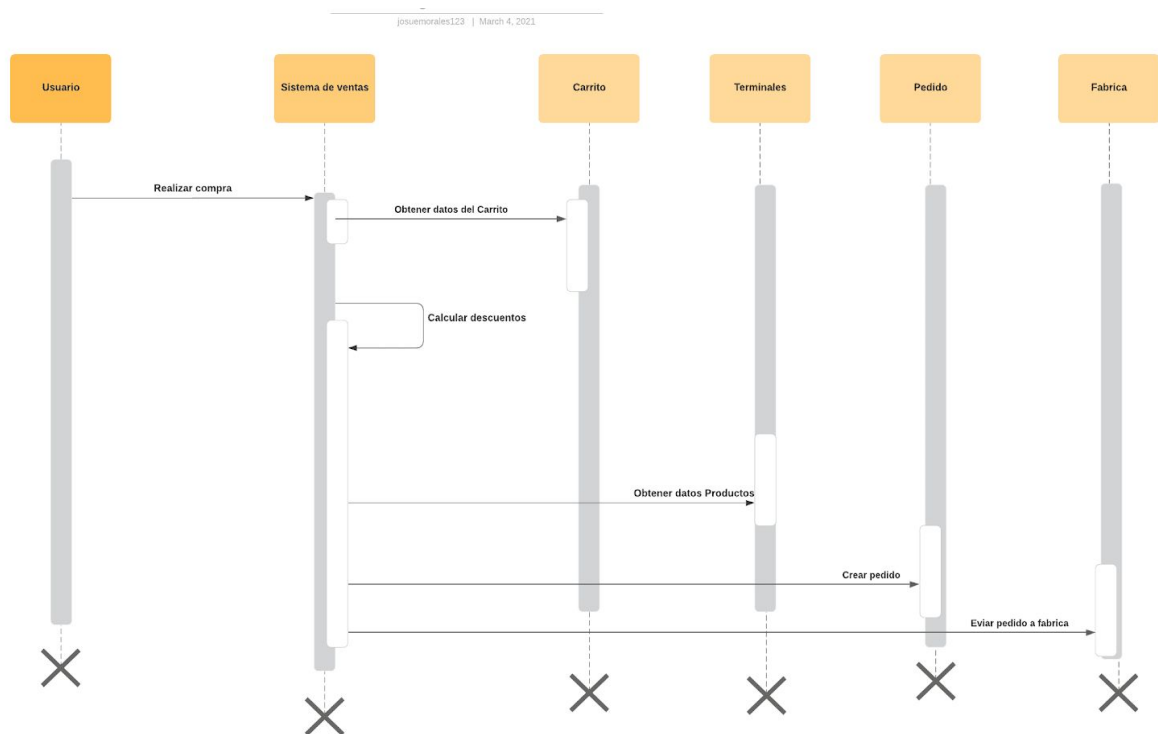 josuemorales123 | March 4, 2021
Usuario
Sistema de ventas
Carrito
Terminales
Pedido
Fabrica
Realizar compra
Obtener datos del Carrito
Calcular descuentos
Obtener datos Productos
Crear pedido
Eviar pedido a fabrica